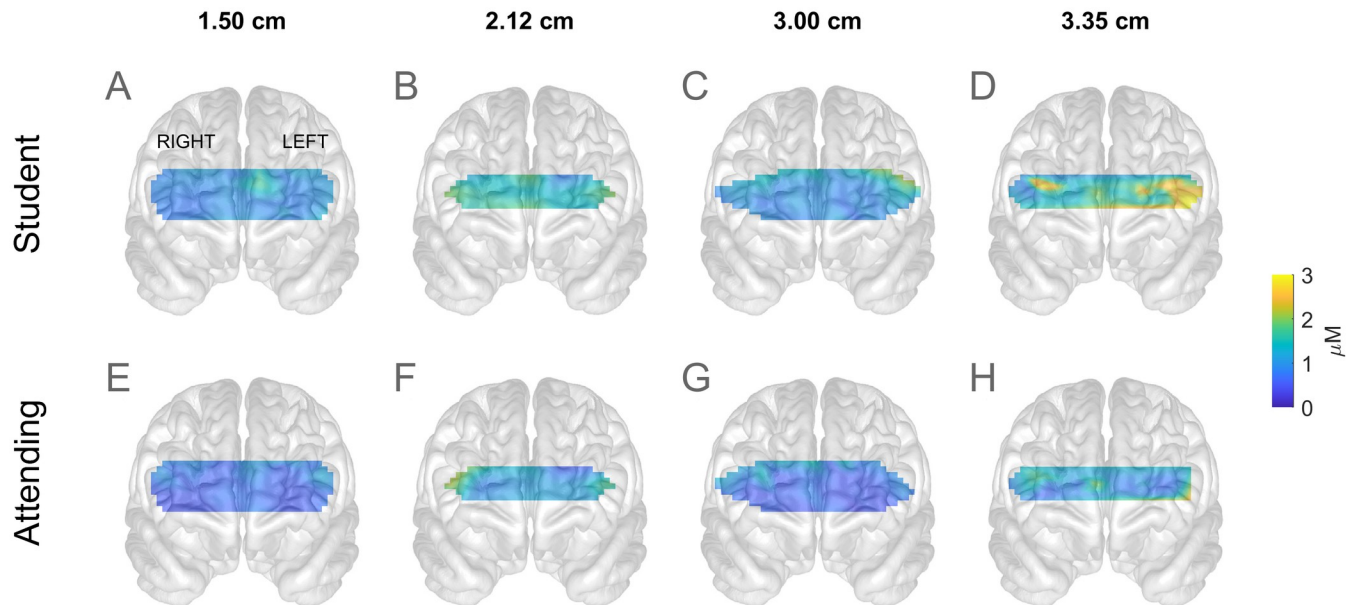 1.50 cm
2.12 cm
3.00 cm
3.35 cm
Student
A
B
C
D
RIGHT
LEFT
3
2
1
0
μM
Attending
E
F
G
H